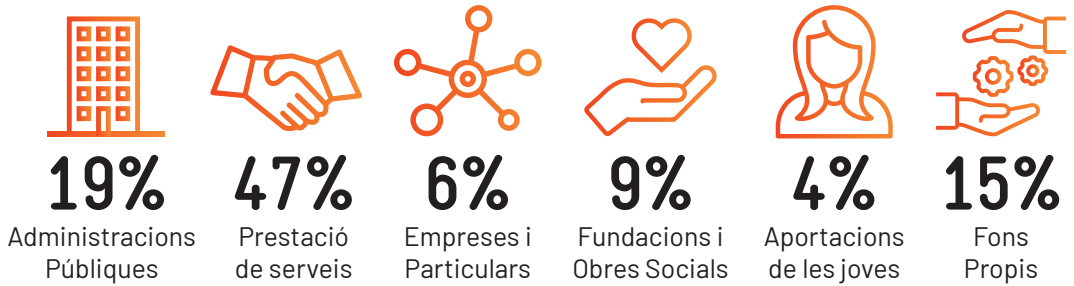 19%
Administracions
Públiques
47%
Prestació
de serveis
6%
Empreses i
Particulars
9%
Fundacions i
Obres Socials
4%
Aportacions
de les joves
15%
Fons
Propis